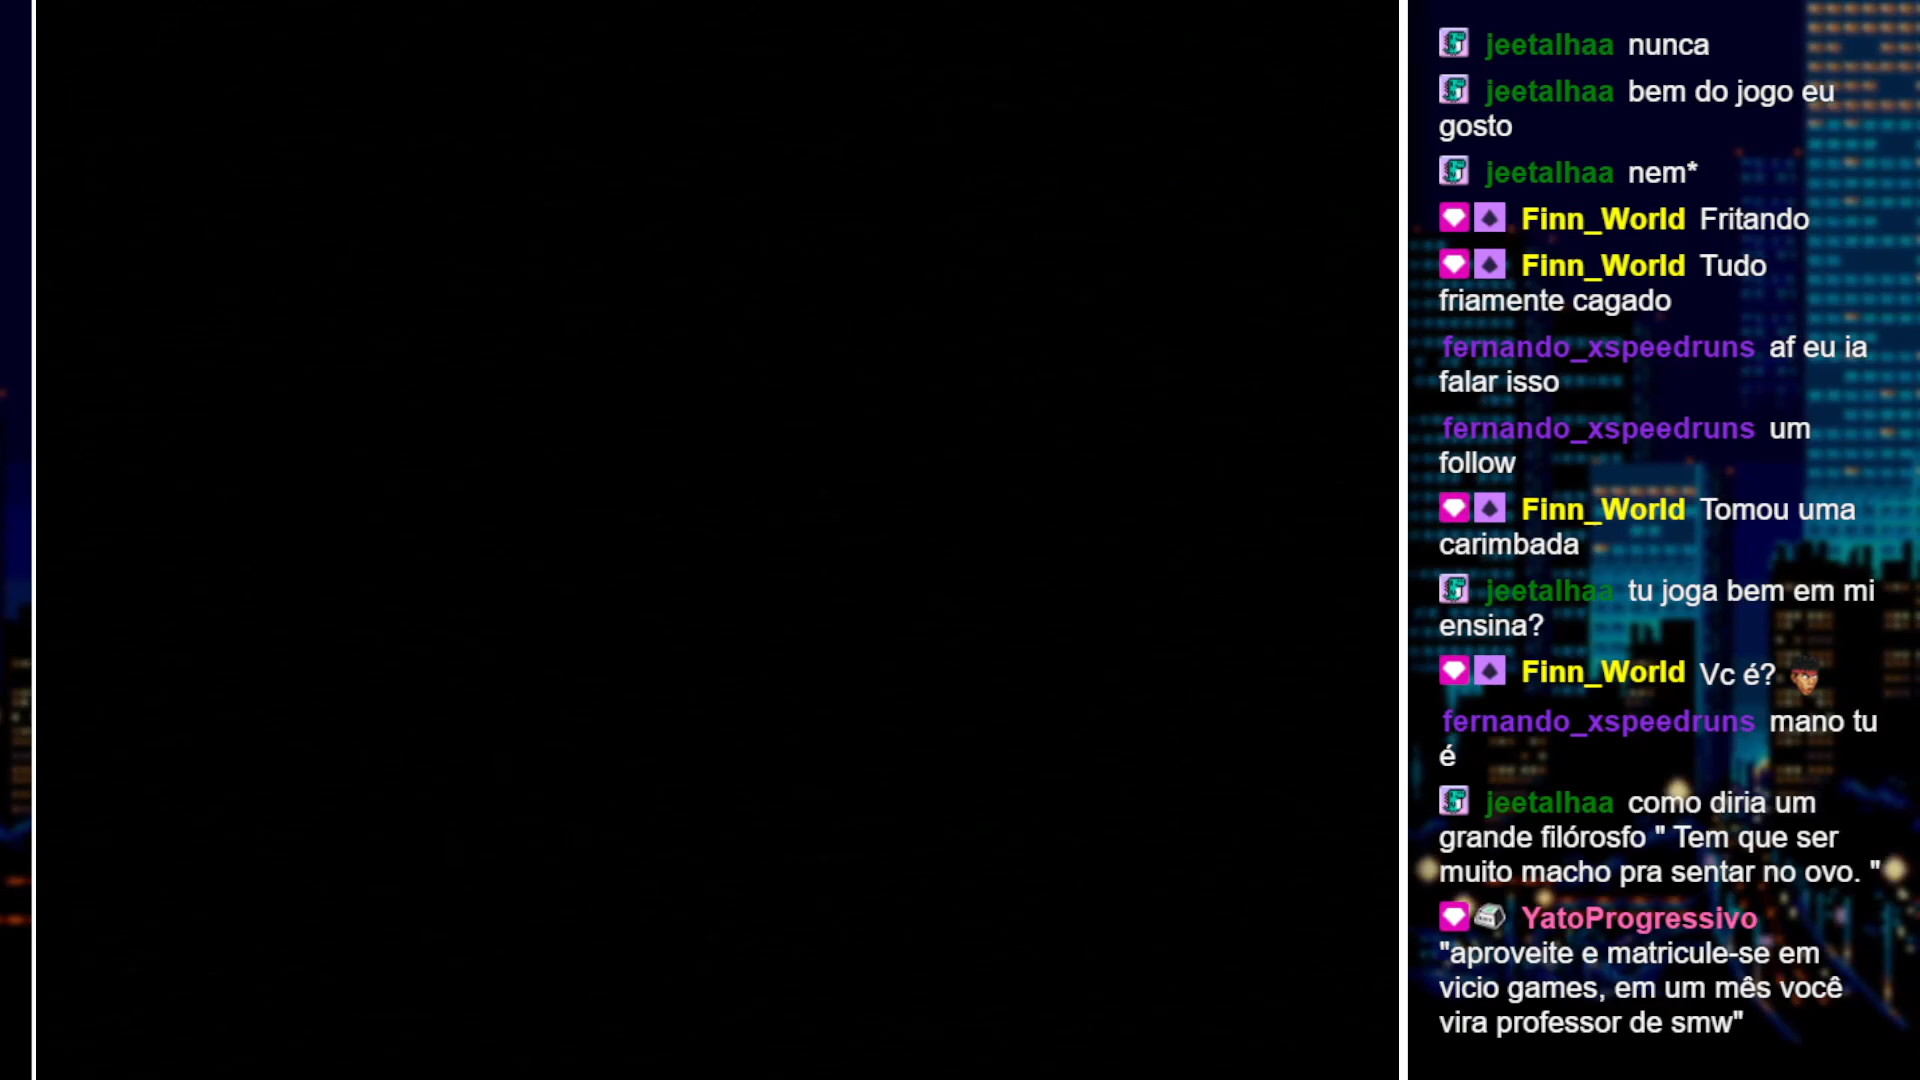 jeetalhaa nunca
jeetalhaa bem do jogo eu
gosto
jeetalhaa nem*
Finn_World Fritando
Finn_World Tudo
friamente cagado
fernando_xspeedruns af eu ia
falar isso
fernando_xspeedruns um
follow
Finn_World Tomou uma
carimbada
jeetalhaa tu joga bem em mi
ensina?
Finn_World Vc é?
fernando_xspeedruns mano tu
é
jeetalhaa como diria um
grande filórosfo " Tem que ser
muito macho pra sentar no ovo. "
YatoProgressivo
"aproveite e matricule-se em
vicio games, em um mês você
vira professor de smw"